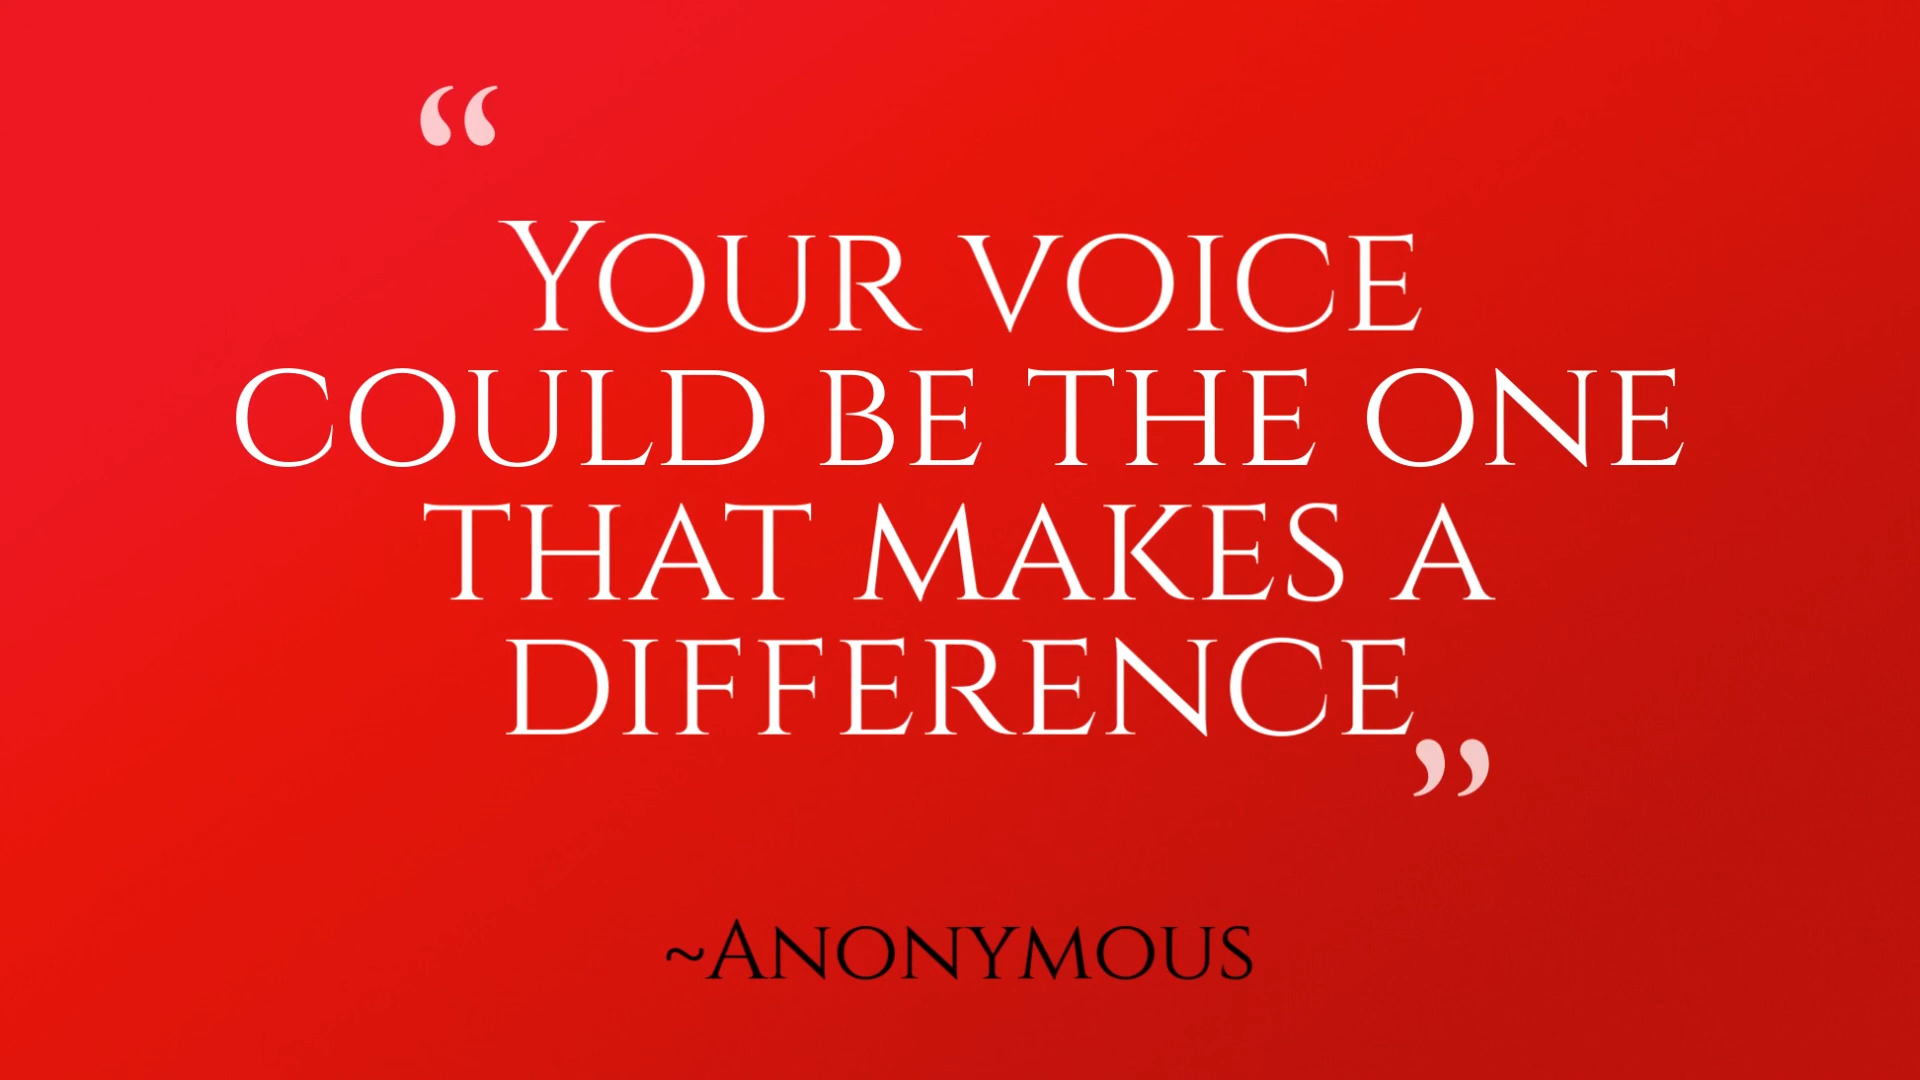 “
Your voice
could be the one
that makes a
difference
”
~Anonymous